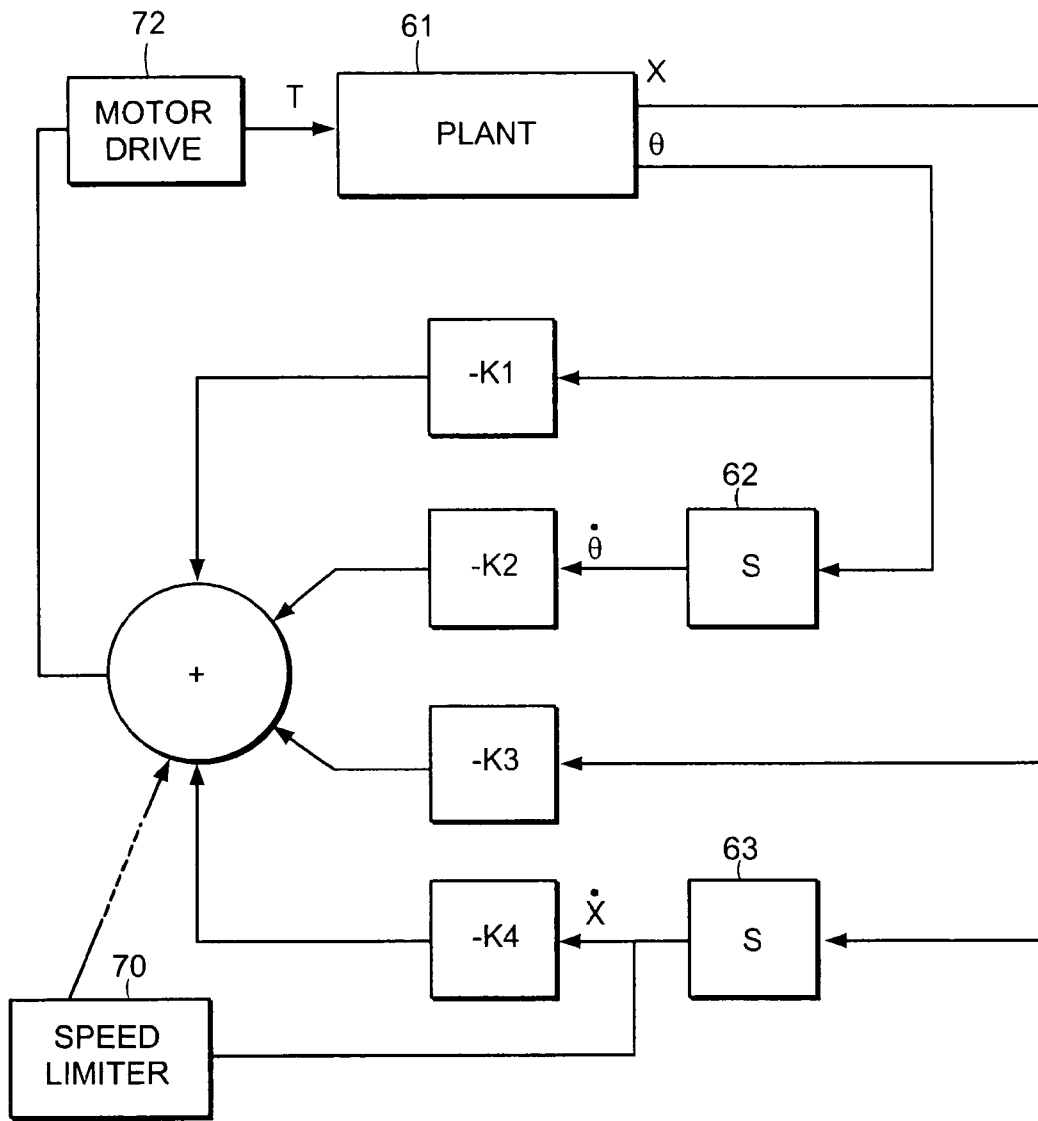 72
61
MOTOR
DRIVE
T
PLANT
X
θ
-K1
62
-K2
θ̇
S
+
-K3
63
-K4
Ẋ
S
70
SPEED
LIMITER